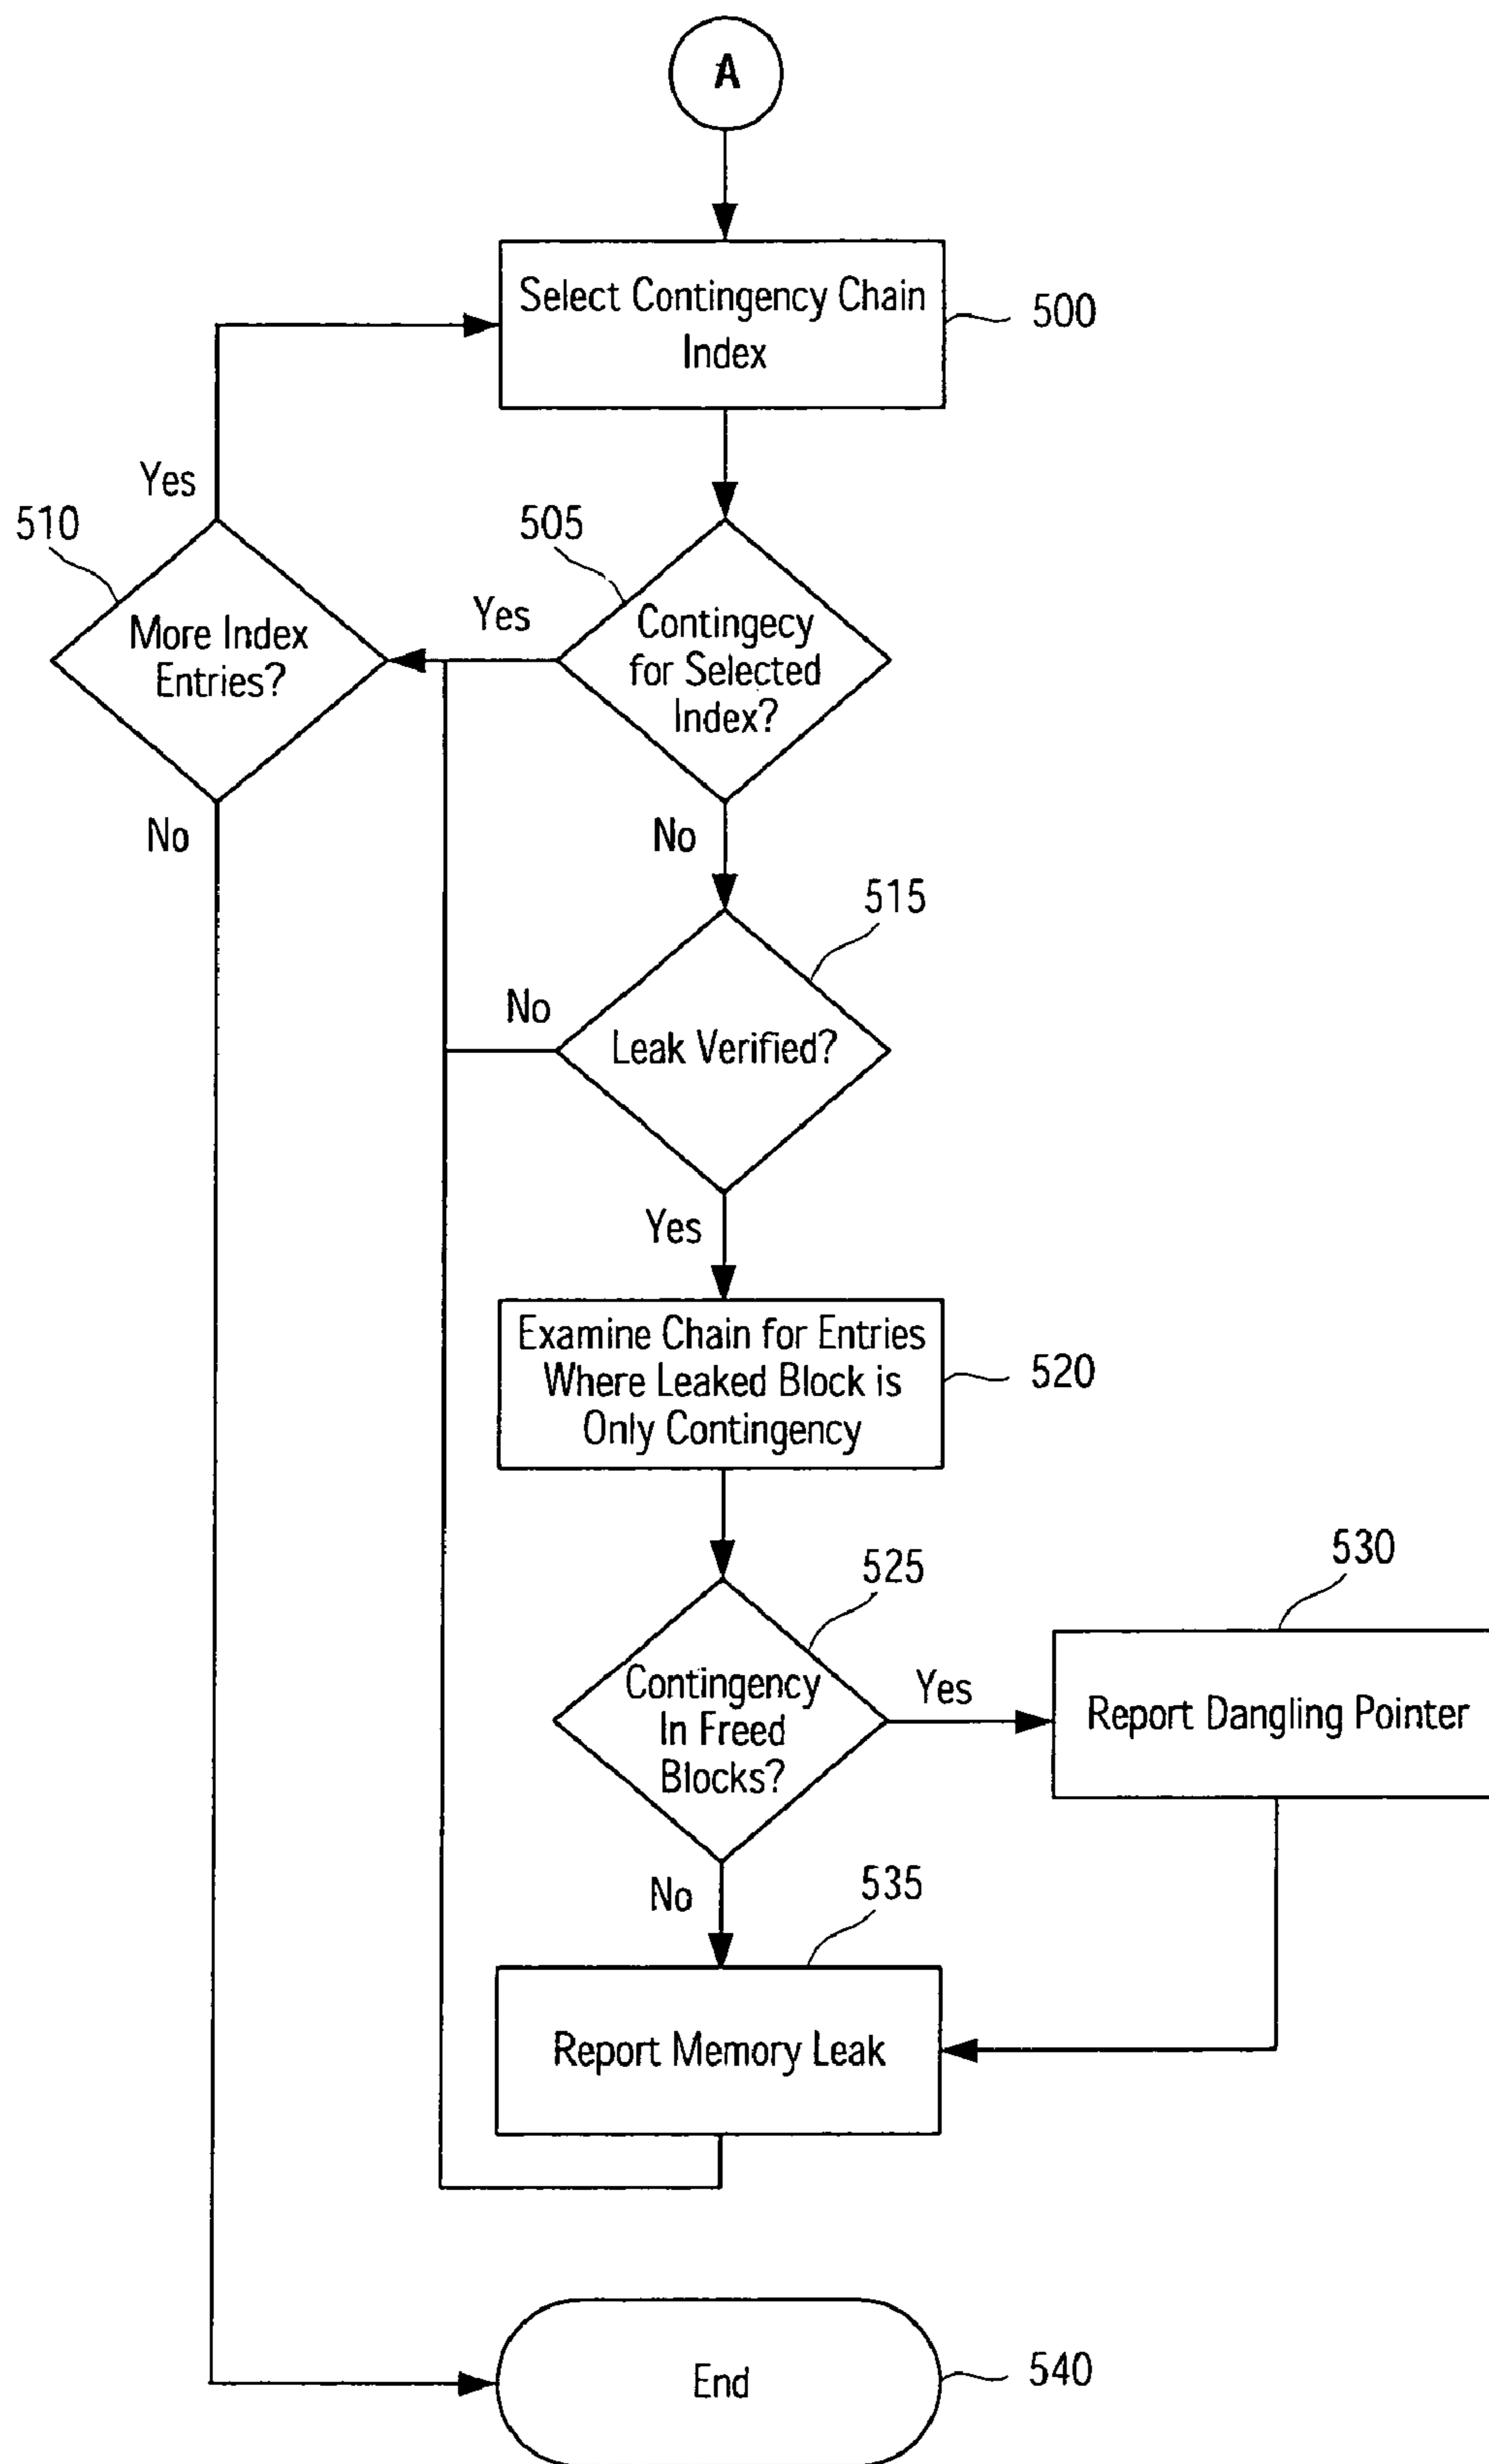 A
Select Contingency Chain
Index
500
Yes
510
505
More Index
Entries?
Yes
Contingecy
for Selected
Index?
No
No
515
No
Leak Verified?
Yes
Examine Chain for Entries
Where Leaked Block is
Only Contingency
520
525
530
Contingency
In Freed
Blocks?
Yes
Report Dangling Pointer
No
535
Report Memory Leak
End
540